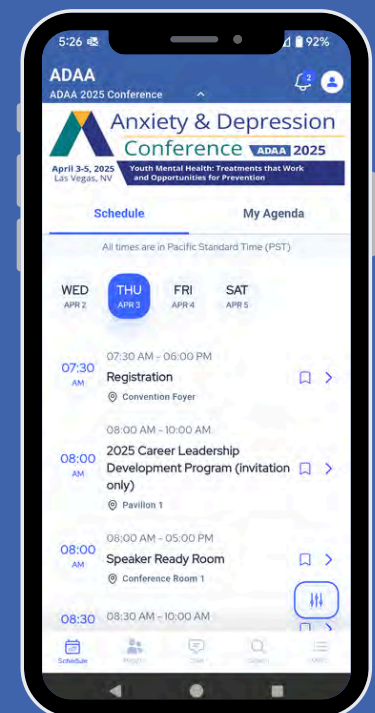 5:26
92%
ADAA
ADAA 2025 Conference
2
Anxiety & Depression
Conference ADAA 2025
April 3-5, 2025
Las Vegas, NV
Youth Mental Health: Treatments that Work
and Opportunities for Prevention
Schedule
My Agenda
All times are in Pacific Standard Time (PST)
WED
APR 2
THU
APR 3
FRI
APR 4
SAT
APR 5
07:30
AM
07:30 AM - 06:00 PM
Registration
Convention Foyer
08:00
AM
08:00 AM - 10:00 AM
2025 Career Leadership
Development Program (invitation
only)
Pavilion 1
08:00
AM
08:00 AM - 05:00 PM
Speaker Ready Room
Conference Room 1
08:30
08:30 AM - 10:00 AM
Schedule